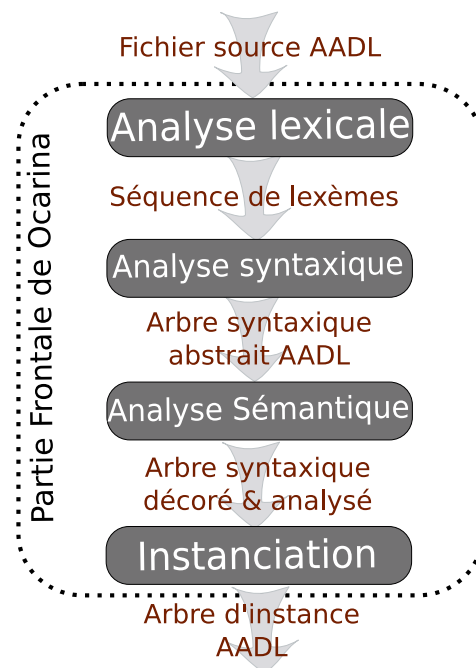 Fichier source AADL
Analyse lexicale
Séquence de lexèmes
Analyse syntaxique
Arbre syntaxique
abstrait AADL
Analyse Sémantique
Arbre syntaxique
décoré & analysé
Instanciation
Arbre d'instance
AADL
Partie Frontale de Ocarina